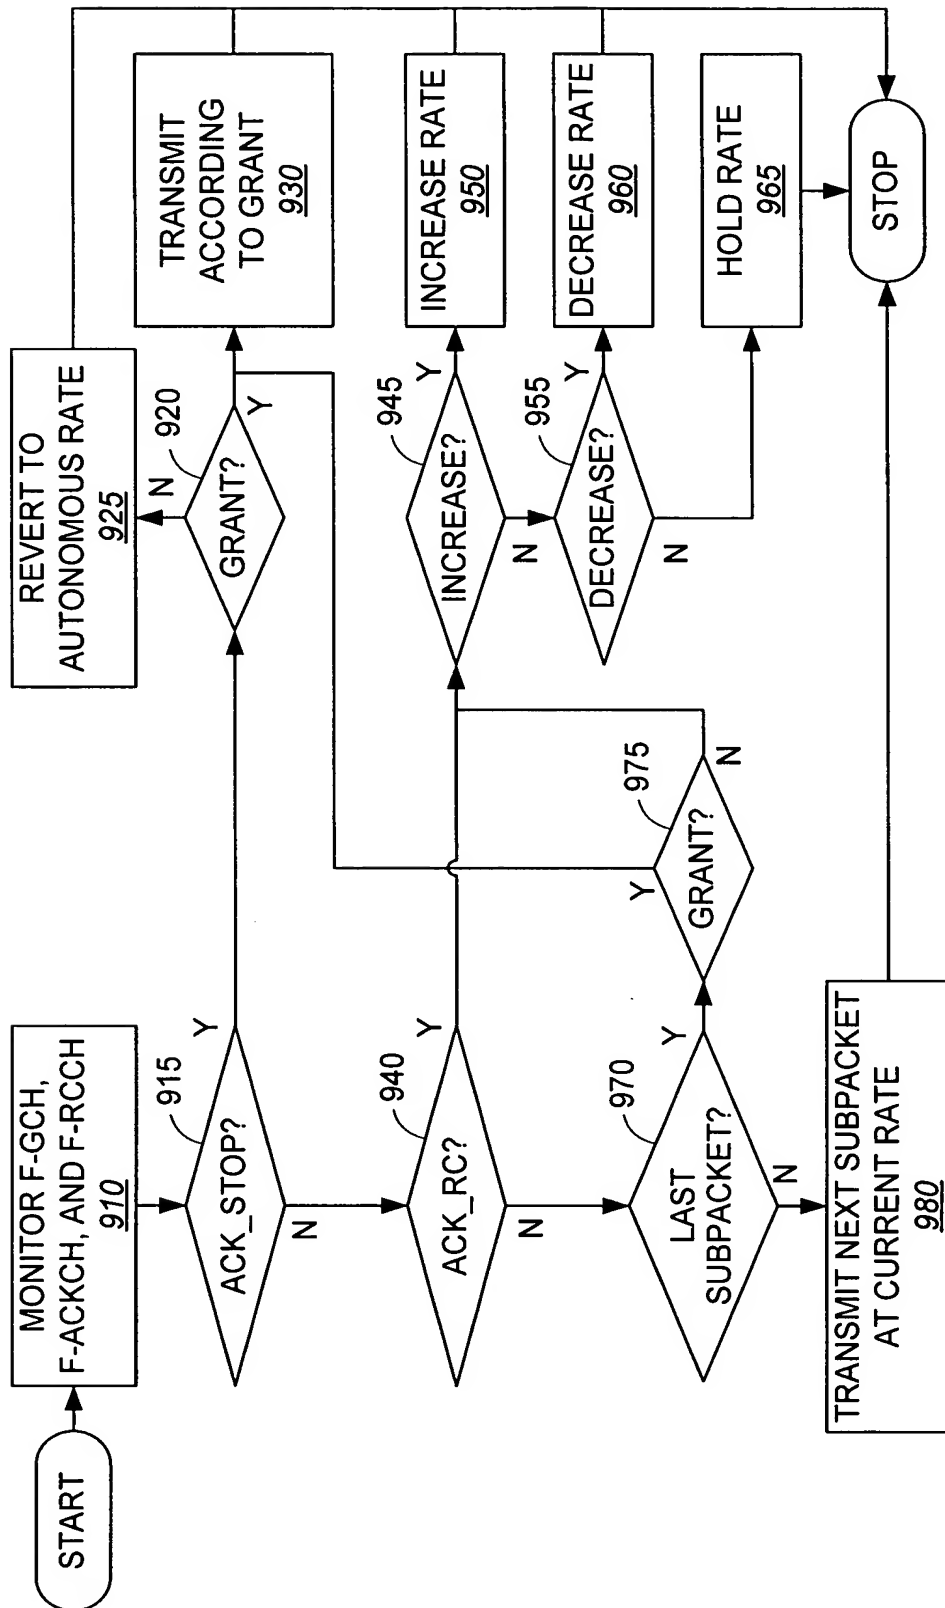 START
MONITOR F-GCH,
F-ACKCH, AND F-RCCH
910
ACK_STOP?
915
Y
N
GRANT?
920
N
Y
REVERT TO
AUTONOMOUS RATE
925
TRANSMIT
ACCORDING
TO GRANT
930
ACK_RC?
940
Y
N
INCREASE?
945
Y
N
INCREASE RATE
950
DECREASE?
955
Y
N
DECREASE RATE
960
HOLD RATE
965
LAST
SUBPACKET?
970
Y
N
GRANT?
975
Y
N
TRANSMIT NEXT SUBPACKET
AT CURRENT RATE
980
STOP